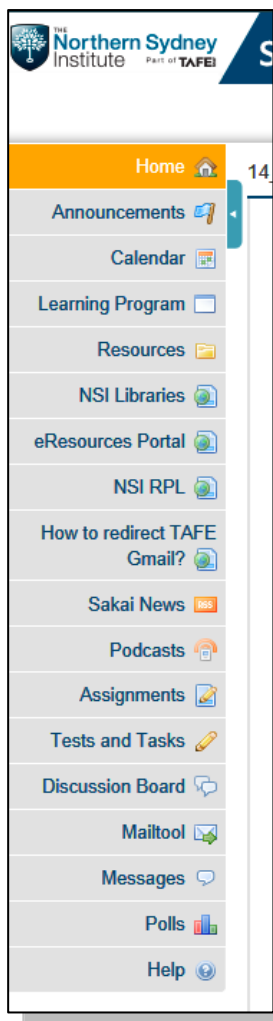 THE
Northern Sydney
Institute Part of TAFE
S
Home
14_
Announcements
Calendar
Learning Program
Resources
NSI Libraries
eResources Portal
NSI RPL
How to redirect TAFE
Gmail?
Sakai News RSS
Podcasts
Assignments
Tests and Tasks
Discussion Board
Mailtool
Messages
Polls
Help